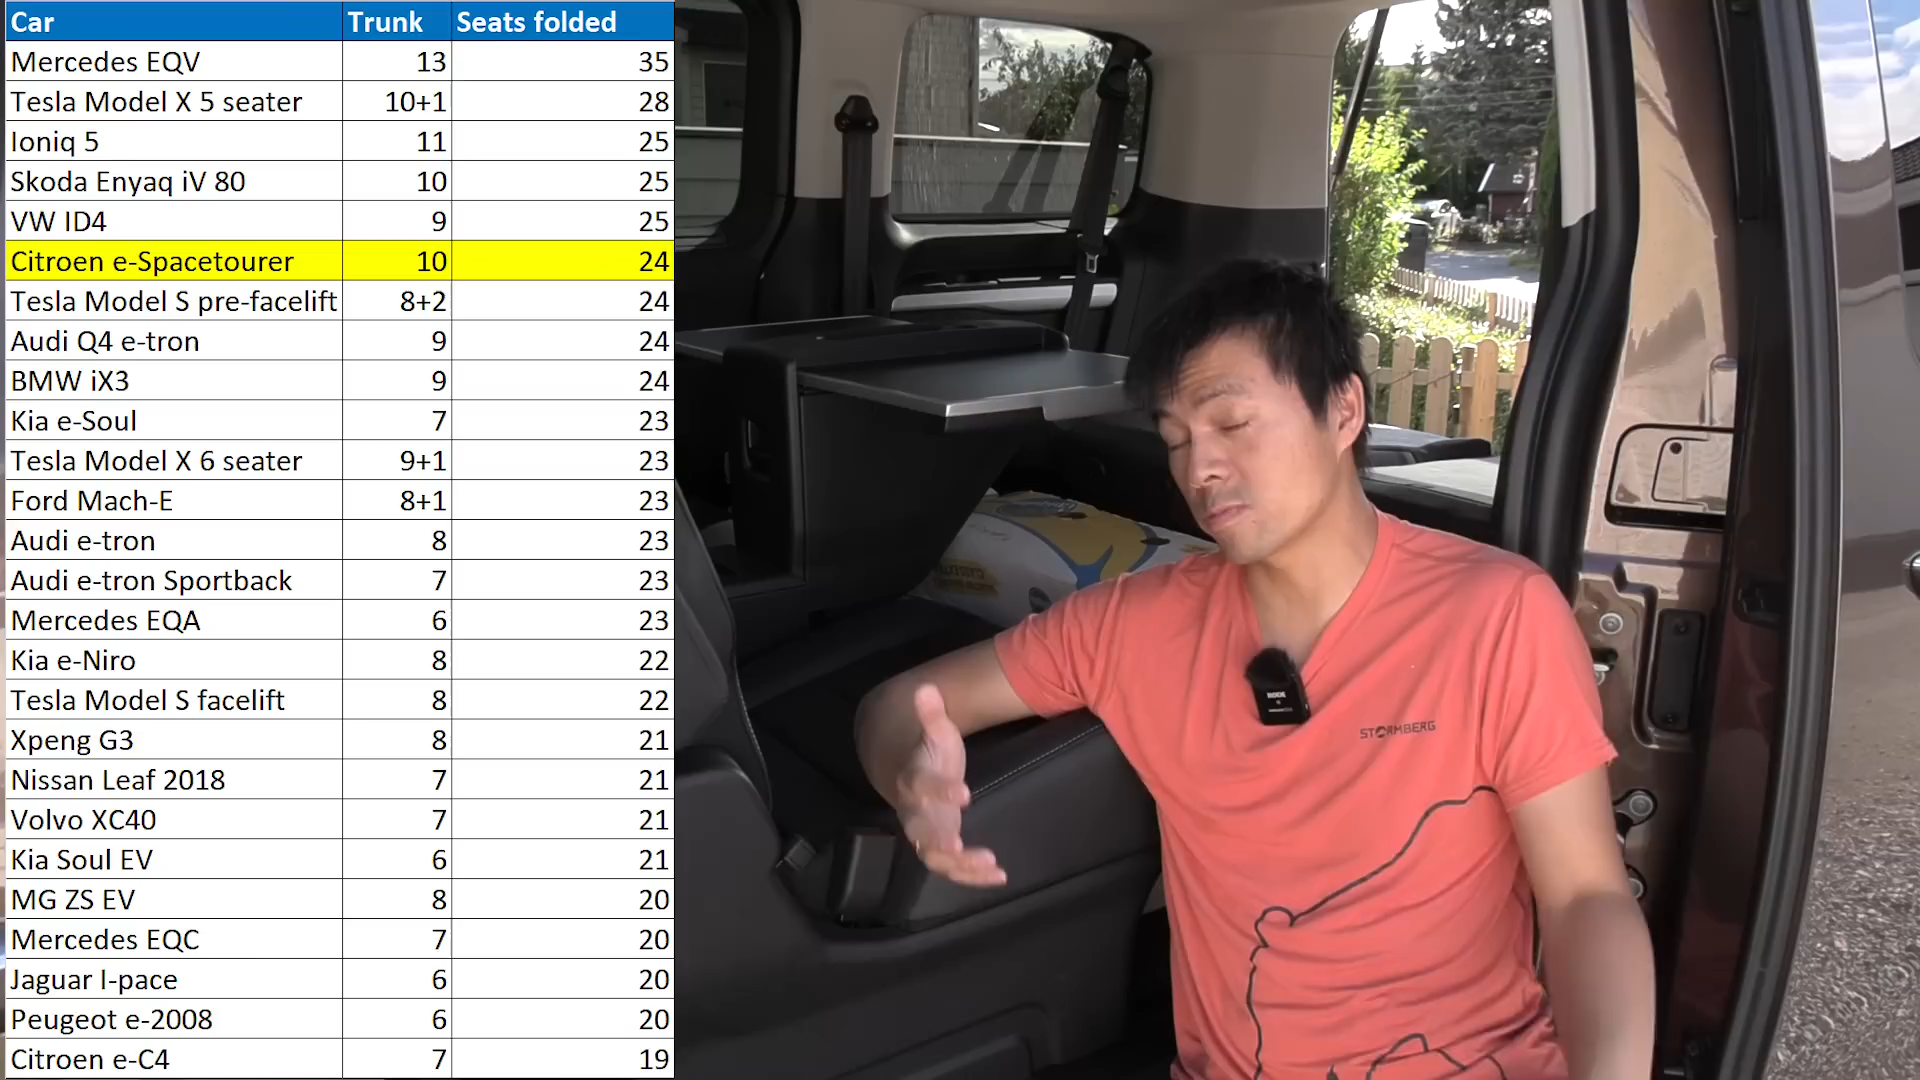 Car Trunk Seats folded
Mercedes EQV 13 35
Tesla Model X 5 seater 10+1 28
Ioniq 5 11 25
Skoda Enyaq iV 80 10 25
VW ID4 9 25
Citroen e-Spacetourer 10 24
Tesla Model S pre-facelift 8+2 24
Audi Q4 e-tron 9 24
BMW iX3 9 24
Kia e-Soul 7 23
Tesla Model X 6 seater 9+1 23
Ford Mach-E 8+1 23
Audi e-tron 8 23
Audi e-tron Sportback 7 23
Mercedes EQA 6 23
Kia e-Niro 8 22
Tesla Model S facelift 8 22
Xpeng G3 8 21
Nissan Leaf 2018 7 21
Volvo XC40 7 21
Kia Soul EV 6 21
MG ZS EV 8 20
Mercedes EQC 7 20
Jaguar I-pace 6 20
Peugeot e-2008 6 20
Citroen e-C4 7 19
RODE
STORMBERG